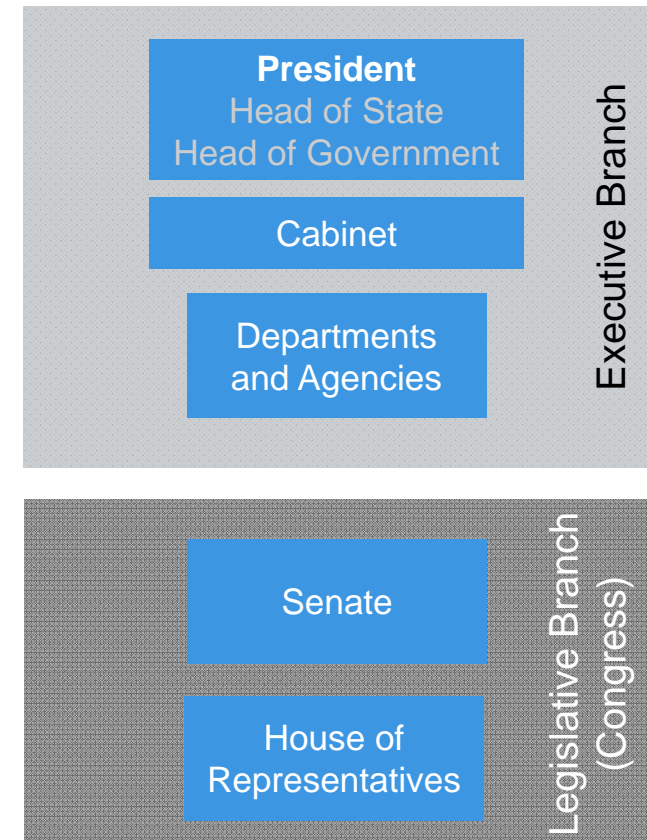 President
Head of State
Head of Government
Cabinet
Departments
and Agencies
Executive Branch
Senate
House of
Representatives
Legislative Branch
(Congress)